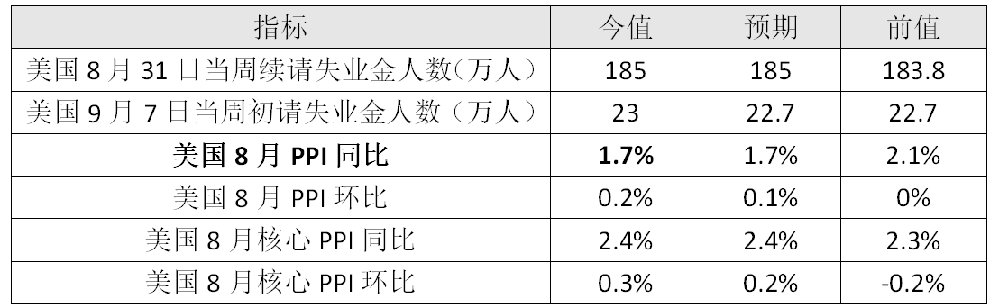 指标 今值 预期 前值
美国 8 月 31 日当周续请失业金人数（万人） 185 185 183.8
美国 9 月 7 日当周初请失业金人数（万人） 23 22.7 22.7
美国 8 月 PPI 同比 1.7% 1.7% 2.1%
美国 8 月 PPI 环比 0.2% 0.1% 0%
美国 8 月核心 PPI 同比 2.4% 2.4% 2.3%
美国 8 月核心 PPI 环比 0.3% 0.2% -0.2%